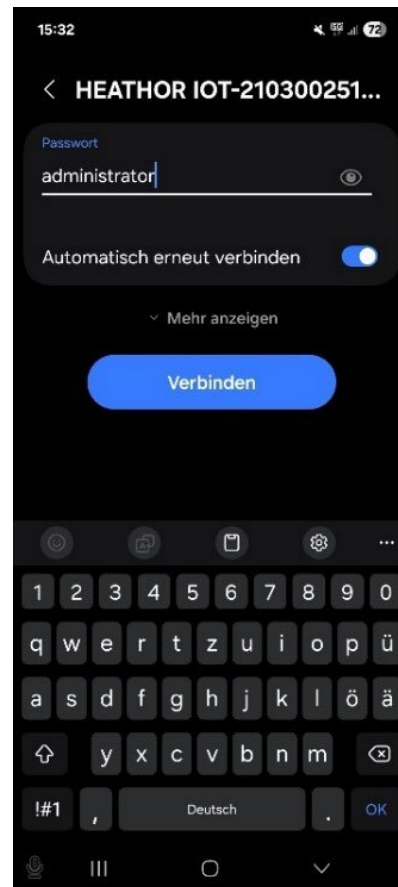 15:32
5G
72
HEATHOR IOT-210300251...
Passwort
administrator
Automatisch erneut verbinden
Mehr anzeigen
Verbinden
1 2 3 4 5 6 7 8 9 0
q w e r t z u i o p ü
a s d f g h j k l ö ä
y x c v b n m
!#1 , Deutsch . OK